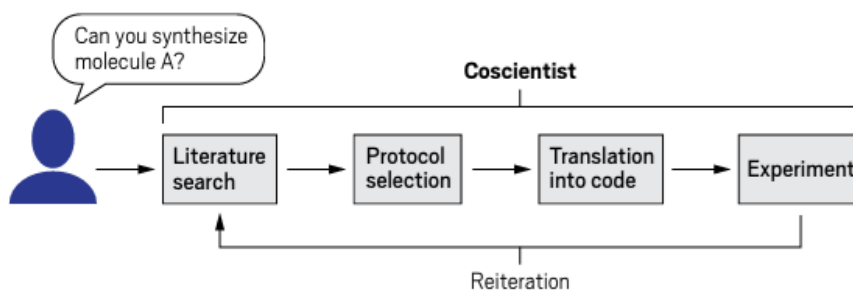 Can you synthesize
molecule A?
Coscientist
Literature
search
Protocol
selection
Translation
into code
Experiment
Reiteration